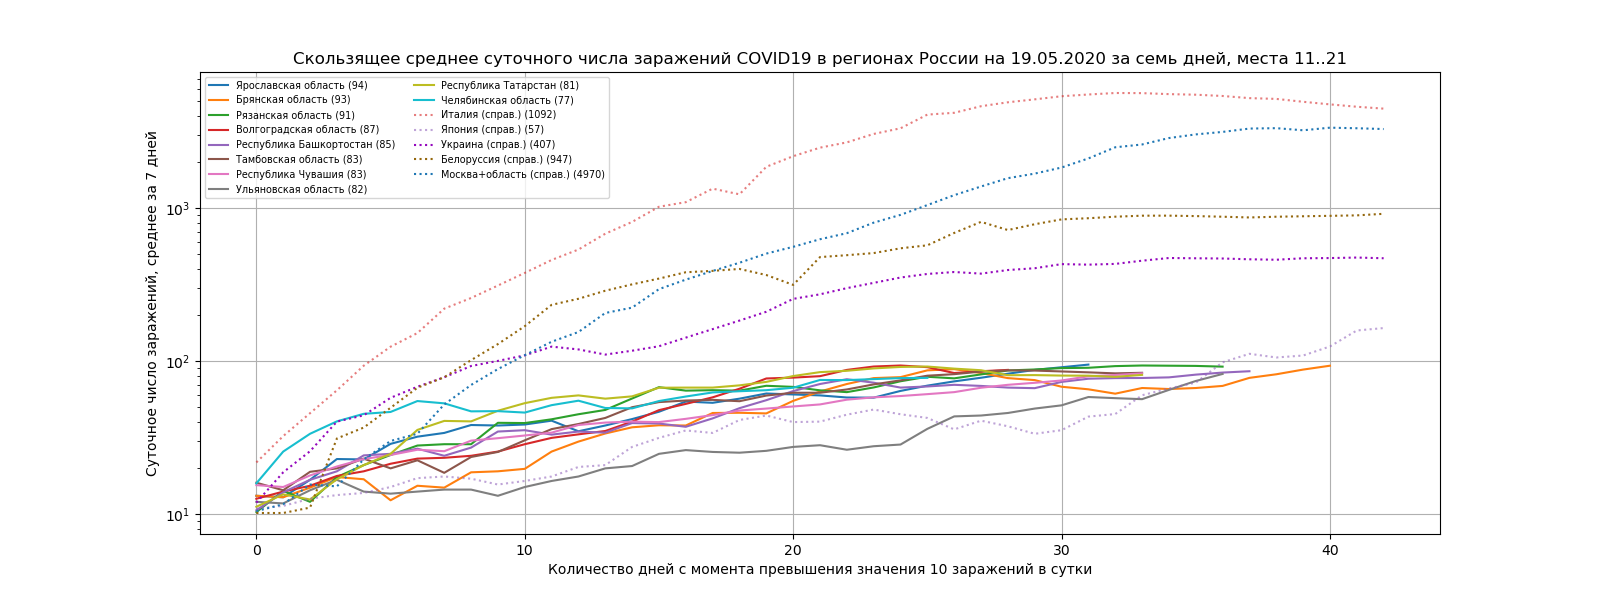 Скользящее среднее суточного числа заражений COVID19 в регионах России на 19.05.2020 за семь дней, места 11..21
Суточное число заражений, среднее за 7 дней
10³
10²
10¹
Ярославская область (94)
Брянская область (93)
Рязанская область (91)
Волгоградская область (87)
Республика Башкортостан (85)
Тамбовская область (83)
Республика Чувашия (83)
Ульяновская область (82)
Республика Татарстан (81)
Челябинская область (77)
Италия (справ.) (1092)
Япония (справ.) (57)
Украина (справ.) (407)
Белоруссия (справ.) (947)
Москва+область (справ.) (4970)
0 10 20 30 40
Количество дней с момента превышения значения 10 заражений в сутки